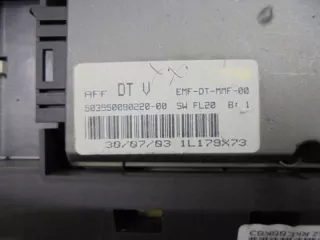 AFF DT V EMF-DT-MMF-00
503550090220-00 SW FL20 B: 1
30/07/03 1L179X73